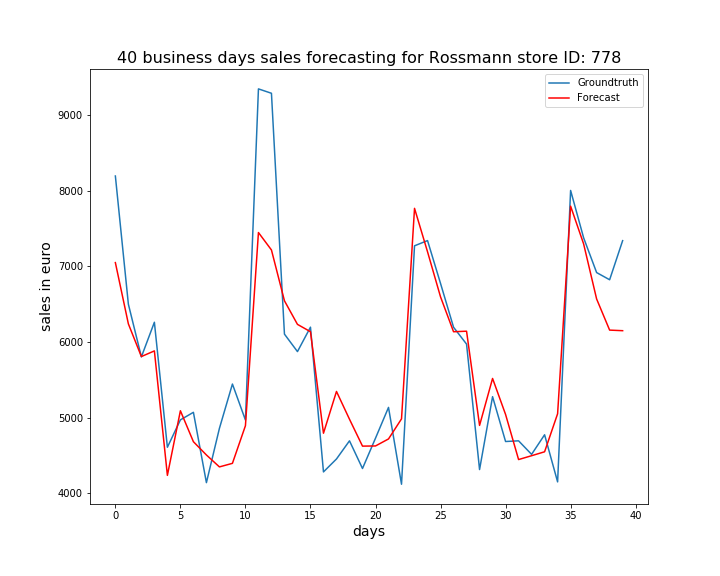 40 business days sales forecasting for Rossmann store ID: 778
Groundtruth
Forecast
sales in euro
9000
8000
7000
6000
5000
4000
0 5 10 15 20 25 30 35 40
days